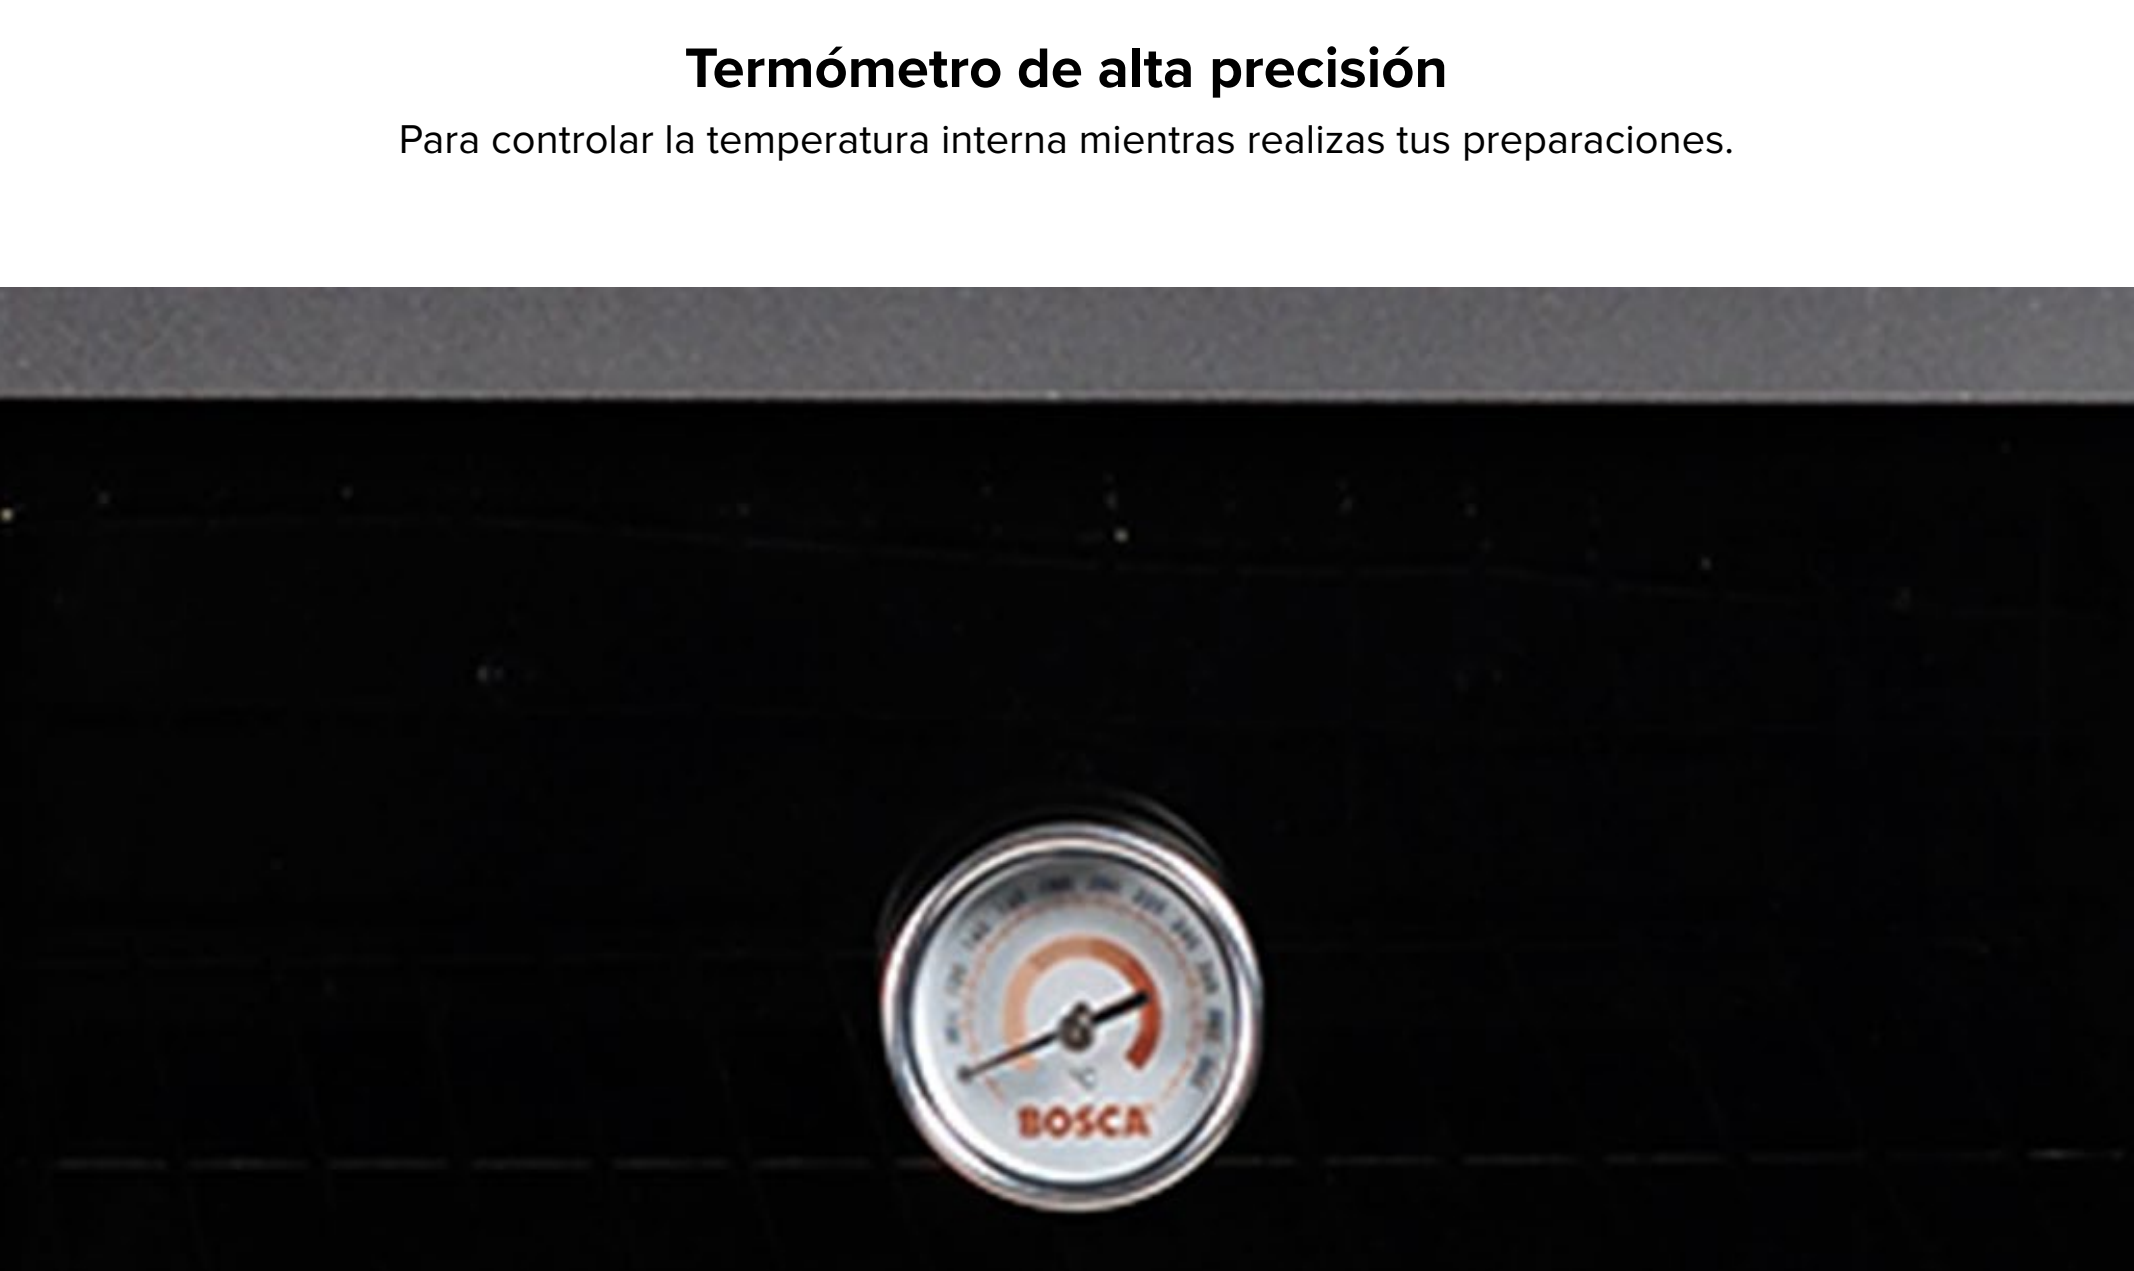 Termómetro de alta precisión
Para controlar la temperatura interna mientras realizas tus preparaciones.
°C
BOSCA